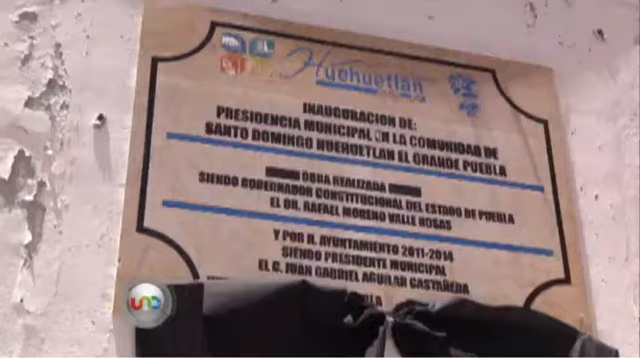 Huehuetlán
INAUGURACION DE:
PRESIDENCIA MUNICIPAL EN LA COMUNIDAD DE
SANTO DOMINGO HUEHUETLAN EL GRANDE PUEBLA
OBRA REALIZADA
SIENDO GOBERNADOR CONSTITUCIONAL DEL ESTADO DE PUEBLA
EL DR. RAFAEL MORENO VALLE ROSAS
Y POR H. AYUNTAMIENTO 2011-2014
SIENDO PRESIDENTE MUNICIPAL
EL C. JUAN GABRIEL AGUILAR CASTAÑEDA
UNO